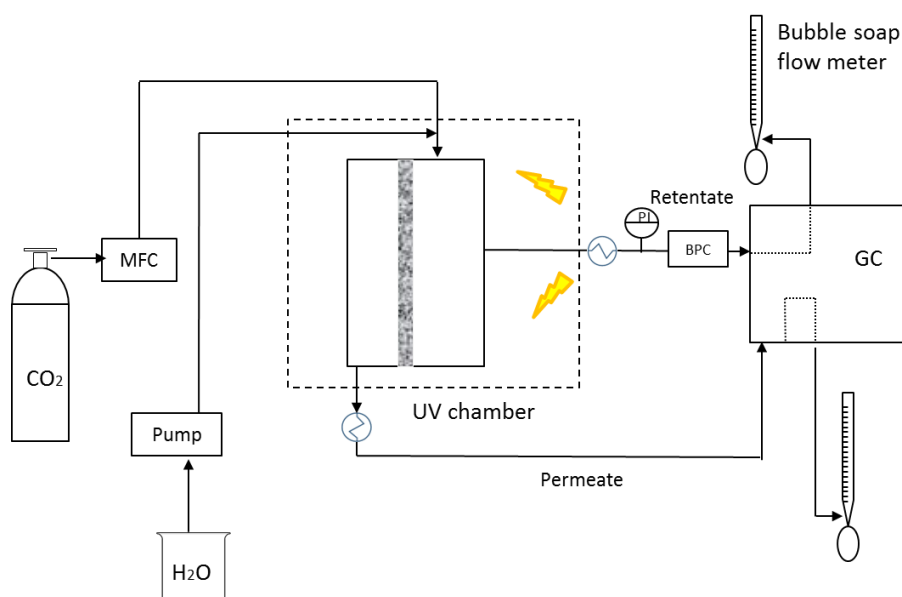 Bubble soap
flow meter
Retentate
PI
MFC
BPC
GC
CO₂
UV chamber
Pump
Permeate
H₂O